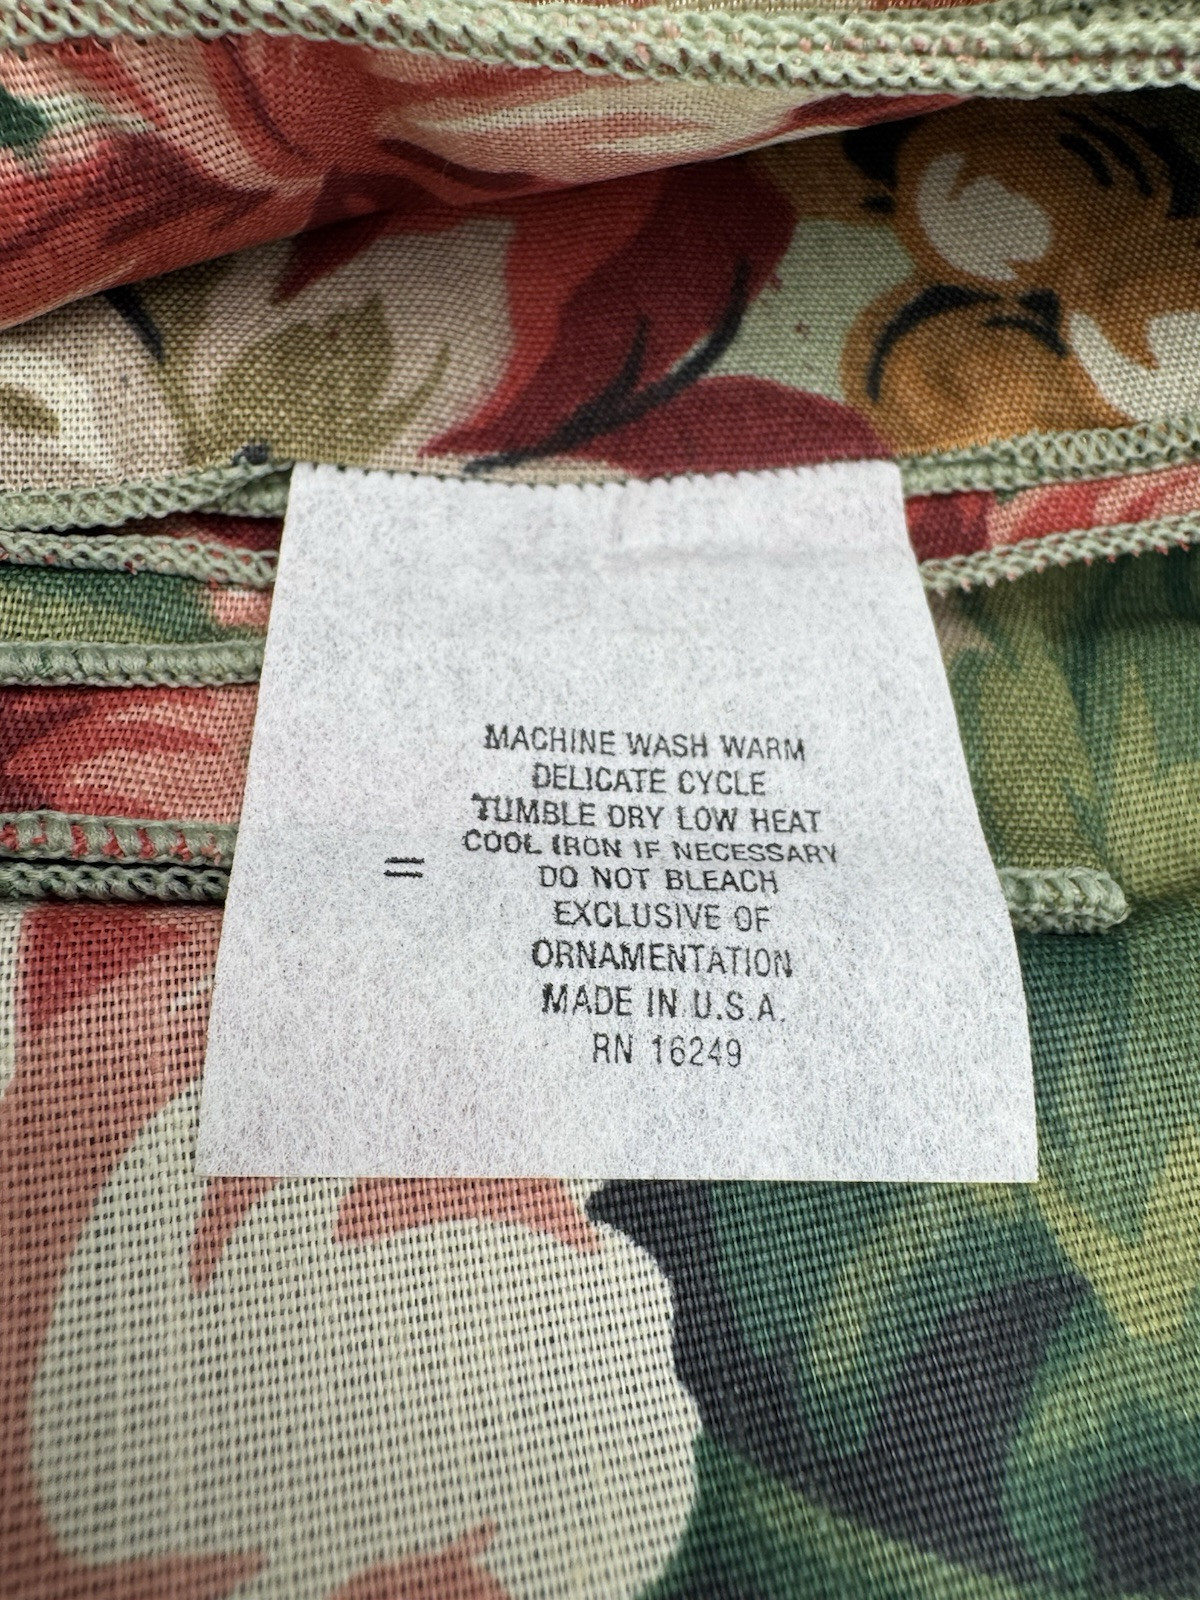 MACHINE WASH WARM
DELICATE CYCLE
TUMBLE DRY LOW HEAT
COOL IRON IF NECESSARY
= DO NOT BLEACH
EXCLUSIVE OF
ORNAMENTATION
MADE IN U.S.A.
RN 16249